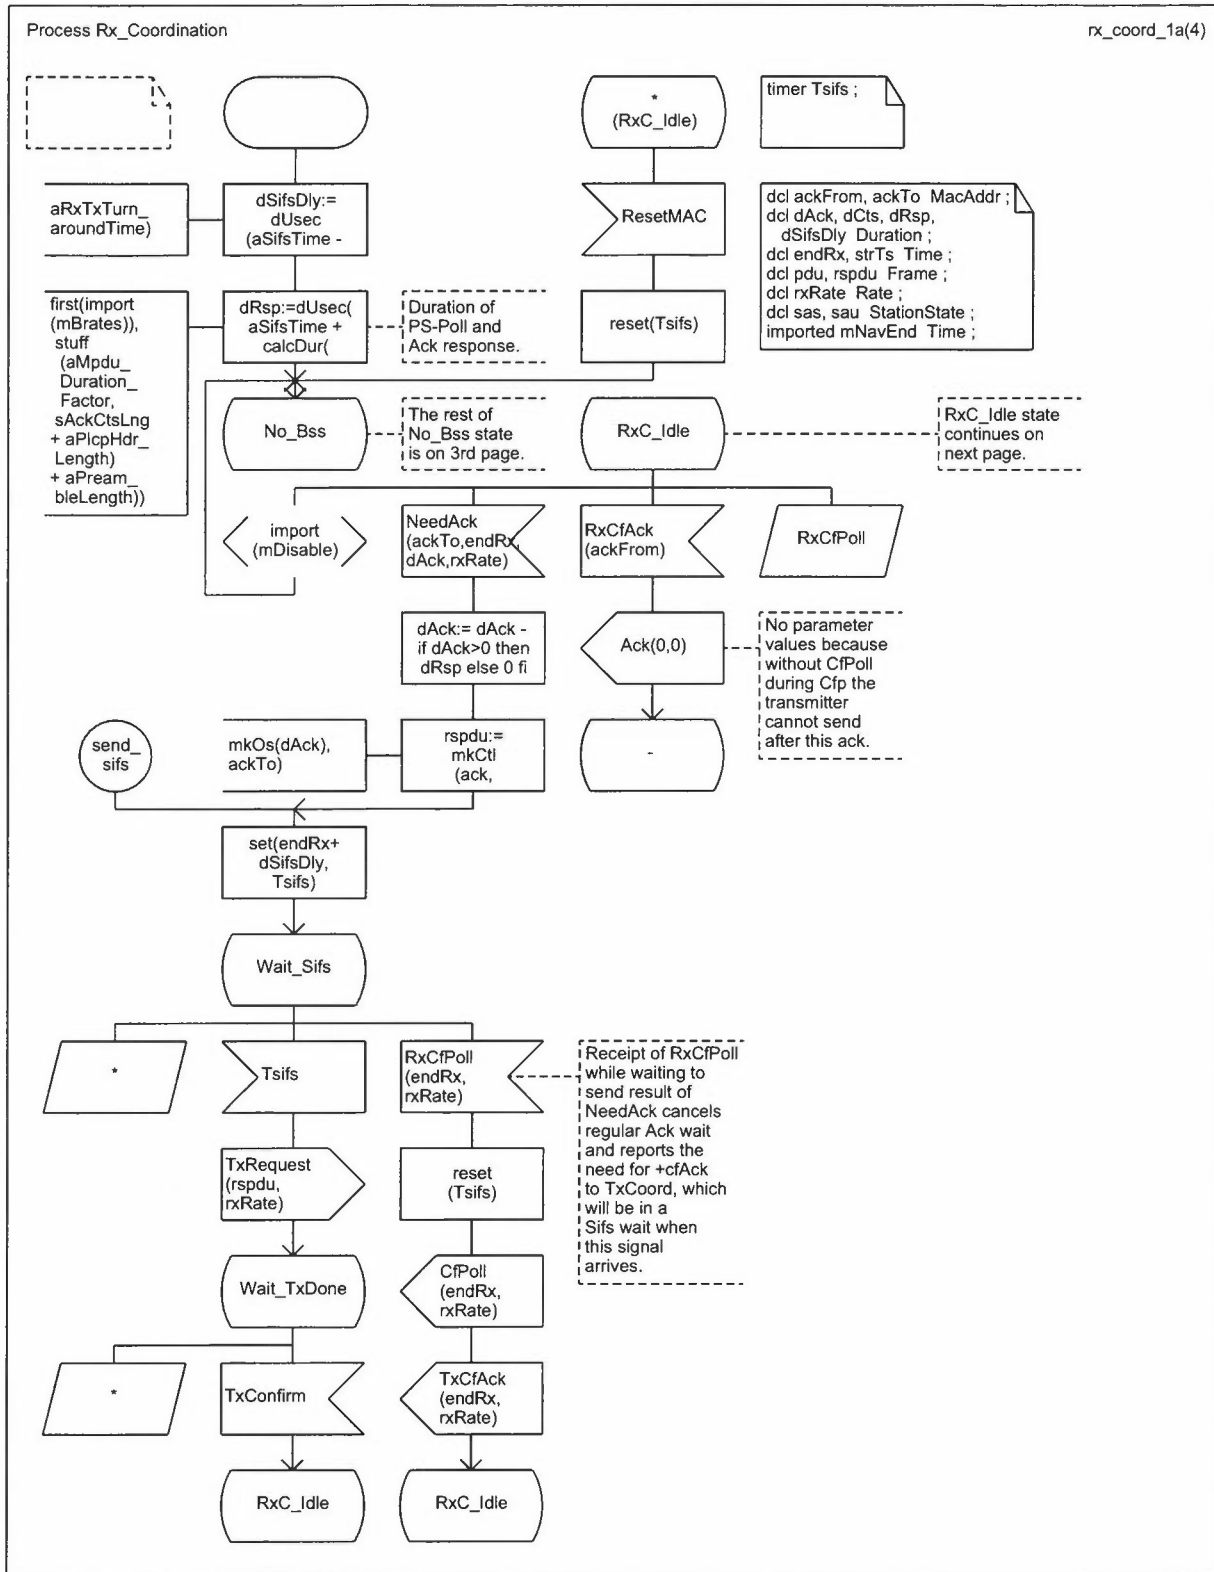 Process Rx_Coordination
rx_coord_1a(4)
*
(RxC_Idle)
timer Tsifs ;
aRxTxTurn_
aroundTime)
dSifsDly:=
dUsec
(aSifsTime -
ResetMAC
dcl ackFrom, ackTo MacAddr ;
dcl dAck, dCts, dRsp,
dSifsDly Duration ;
dcl endRx, strTs Time ;
dcl pdu, rspdu Frame ;
dcl rxRate Rate ;
dcl sas, sau StationState ;
imported mNavEnd Time ;
first(import
(mBrates)),
stuff
(aMpdu_
Duration_
Factor,
sAckCtsLng
+ aPlcpHdr_
Length)
+ aPream_
bleLength))
dRsp:=dUsec(
aSifsTime +
calcDur(
Duration of
PS-Poll and
Ack response.
reset(Tsifs)
No_Bss
The rest of
No_Bss state
is on 3rd page.
RxC_Idle
RxC_Idle state
continues on
next page.
import
(mDisable)
NeedAck
(ackTo,endRx,
dAck,rxRate)
RxCfAck
(ackFrom)
RxCfPoll
dAck:= dAck -
if dAck>0 then
dRsp else 0 fi
Ack(0,0)
No parameter
values because
without CfPoll
during Cfp the
transmitter
cannot send
after this ack.
send_
sifs
mkOs(dAck),
ackTo)
rspdu:=
mkCtl
(ack,
-
set(endRx+
dSifsDly,
Tsifs)
Wait_Sifs
*
Tsifs
RxCfPoll
(endRx,
rxRate)
Receipt of RxCfPoll
while waiting to
send result of
NeedAck cancels
regular Ack wait
and reports the
need for +cfAck
to TxCoord, which
will be in a
Sifs wait when
this signal
arrives.
TxRequest
(rspdu,
rxRate)
reset
(Tsifs)
Wait_TxDone
CfPoll
(endRx,
rxRate)
*
TxConfirm
TxCfAck
(endRx,
rxRate)
RxC_Idle
RxC_Idle